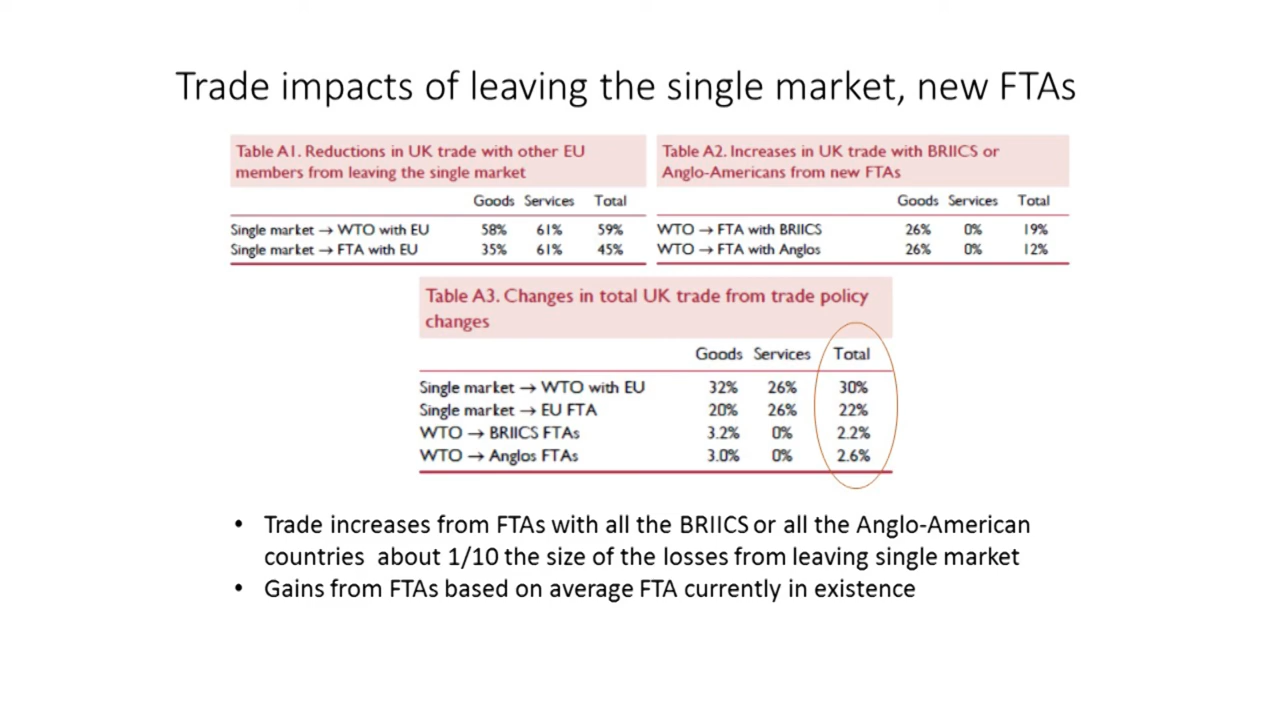 Trade impacts of leaving the single market, new FTAs
Table A1. Reductions in UK trade with other EU
members from leaving the single market
Goods Services Total
Single market → WTO with EU 58% 61% 59%
Single market → FTA with EU 35% 61% 45%
Table A2. Increases in UK trade with BRIICS or
Anglo-Americans from new FTAs
Goods Services Total
WTO → FTA with BRIICS 26% 0% 19%
WTO → FTA with Anglos 26% 0% 12%
Table A3. Changes in total UK trade from trade policy
changes
Goods Services Total
Single market → WTO with EU 32% 26% 30%
Single market → EU FTA 20% 26% 22%
WTO → BRIICS FTAs 3.2% 0% 2.2%
WTO → Anglos FTAs 3.0% 0% 2.6%
• Trade increases from FTAs with all the BRIICS or all the Anglo-American
countries about 1/10 the size of the losses from leaving single market
• Gains from FTAs based on average FTA currently in existence